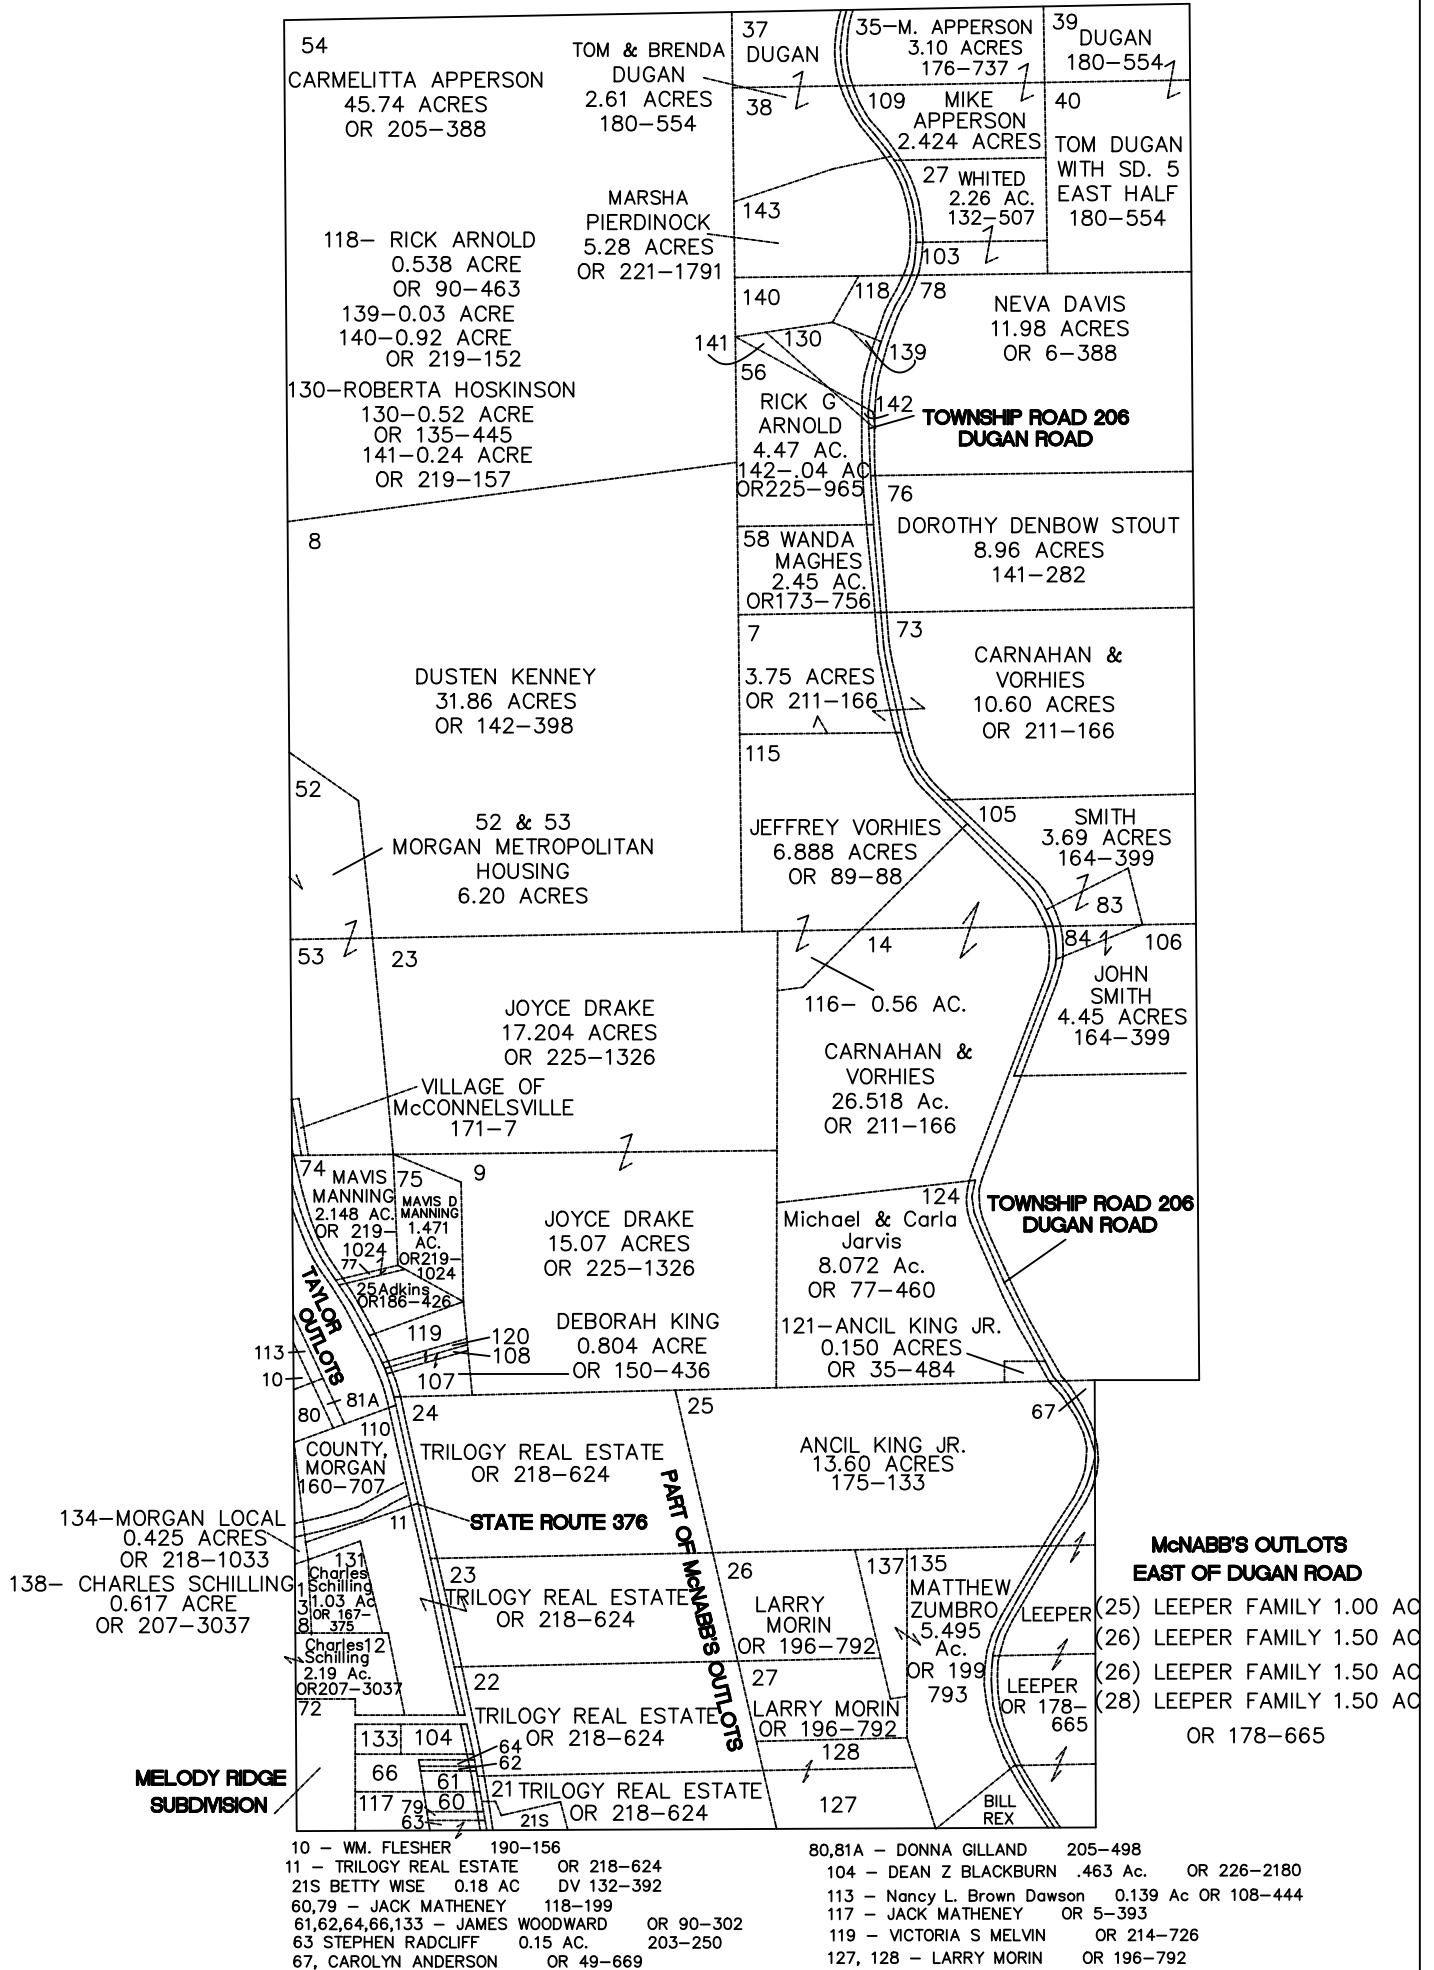 54
CARMELITTA APPERSON
45.74 ACRES
OR 205-388
TOM & BRENDA
DUGAN
2.61 ACRES
180-554
37
DUGAN
38
35-M. APPERSON
3.10 ACRES
176-737
39
DUGAN
180-554
109
MIKE
APPERSON
2.424 ACRES
40
TOM DUGAN
WITH SD. 5
EAST HALF
180-554
27
WHITED
2.26 AC.
132-507
103
MARSHA
PIERDINOCK
5.28 ACRES
OR 221-1791
143
118- RICK ARNOLD
0.538 ACRE
OR 90-463
139-0.03 ACRE
140-0.92 ACRE
OR 219-152
130-ROBERTA HOSKINSON
130-0.52 ACRE
OR 135-445
141-0.24 ACRE
OR 219-157
140
118
78
NEVA DAVIS
11.98 ACRES
OR 6-388
141
130
139
56
RICK G
ARNOLD
4.47 AC.
142-.04 AC
OR225-965
142
TOWNSHIP ROAD 206
DUGAN ROAD
76
DOROTHY DENBOW STOUT
8.96 ACRES
141-282
8
58 WANDA
MAGHES
2.45 AC.
OR173-756
7
3.75 ACRES
OR 211-166
73
CARNAHAN &
VORHIES
10.60 ACRES
OR 211-166
DUSTEN KENNEY
31.86 ACRES
OR 142-398
115
52
52 & 53
MORGAN METROPOLITAN
HOUSING
6.20 ACRES
JEFFREY VORHIES
6.888 ACRES
OR 89-88
105
SMITH
3.69 ACRES
164-399
83
84
106
53
23
14
JOHN
SMITH
4.45 ACRES
164-399
116- 0.56 AC.
JOYCE DRAKE
17.204 ACRES
OR 225-1326
CARNAHAN &
VORHIES
26.518 Ac.
OR 211-166
VILLAGE OF
McCONNELSVILLE
171-7
74
MAVIS
MANNING
2.148 AC.
OR 219-
1024
75
MAVIS D
MANNING
1.471
AC.
OR219-
1024
77
25Adkins
OR186-426
9
JOYCE DRAKE
15.07 ACRES
OR 225-1326
124
Michael & Carla
Jarvis
8.072 Ac.
OR 77-460
TOWNSHIP ROAD 206
DUGAN ROAD
TAYLOR
OUTLOTS
119
120
108
107
DEBORAH KING
0.804 ACRE
OR 150-436
121-ANCIL KING JR.
0.150 ACRES
OR 35-484
113
10
80
81A
110
24
25
67
COUNTY,
MORGAN
160-707
TRILOGY REAL ESTATE
OR 218-624
ANCIL KING JR.
13.60 ACRES
175-133
PART OF McNABB'S OUTLOTS
11
STATE ROUTE 376
134-MORGAN LOCAL
0.425 ACRES
OR 218-1033
138- CHARLES SCHILLING
0.617 ACRE
OR 207-3037
131
Charles
Schilling
1.03 Ac
OR 167-
375
138
Charles12
Schilling
2.19 Ac.
OR207-3037
23
TRILOGY REAL ESTATE
OR 218-624
26
LARRY
MORIN
OR 196-792
137
135
MATTHEW
ZUMBRO
5.495
Ac.
OR 199
793
LEEPER
McNABB'S OUTLOTS
EAST OF DUGAN ROAD
(25) LEEPER FAMILY 1.00 AC
(26) LEEPER FAMILY 1.50 AC
(26) LEEPER FAMILY 1.50 AC
(28) LEEPER FAMILY 1.50 AC
OR 178-665
LEEPER
OR 178-
665
72
22
TRILOGY REAL ESTATE
OR 218-624
27
LARRY MORIN
OR 196-792
128
133
104
64
62
66
61
60
117
79
63
MELODY RIDGE
SUBDIVISION
21 TRILOGY REAL ESTATE
OR 218-624
21S
127
BILL
REX
10 - WM. FLESHER 190-156
11 - TRILOGY REAL ESTATE OR 218-624
21S BETTY WISE 0.18 AC DV 132-392
60,79 - JACK MATHENEY 118-199
61,62,64,66,133 - JAMES WOODWARD OR 90-302
63 STEPHEN RADCLIFF 0.15 AC. 203-250
67, CAROLYN ANDERSON OR 49-669
80,81A - DONNA GILLAND 205-498
104 - DEAN Z BLACKBURN .463 Ac. OR 226-2180
113 - Nancy L. Brown Dawson 0.139 Ac OR 108-444
117 - JACK MATHENEY OR 5-393
119 - VICTORIA S MELVIN OR 214-726
127, 128 - LARRY MORIN OR 196-792